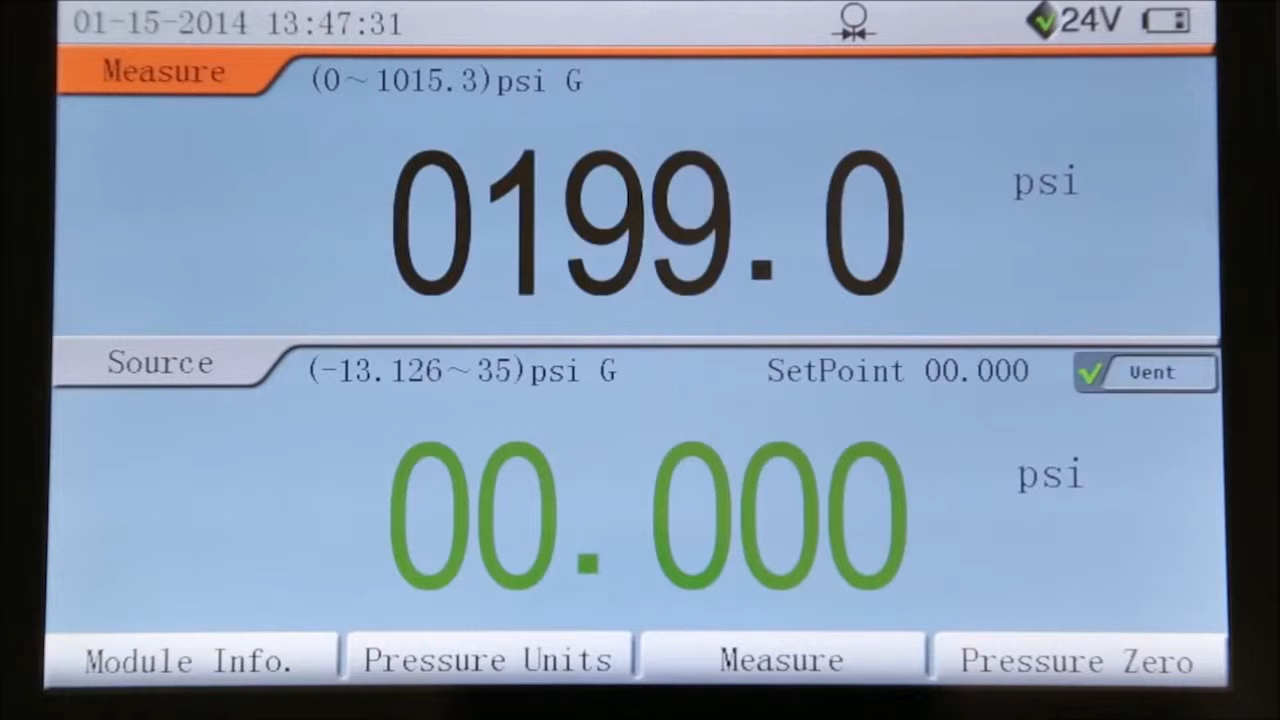 01-15-2014 13:47:31 24V
Measure (0~1015.3)psi G
0199.0 psi
Source (-13.126~35)psi G SetPoint 00.000 Vent
00.000 psi
Module Info. Pressure Units Measure Pressure Zero